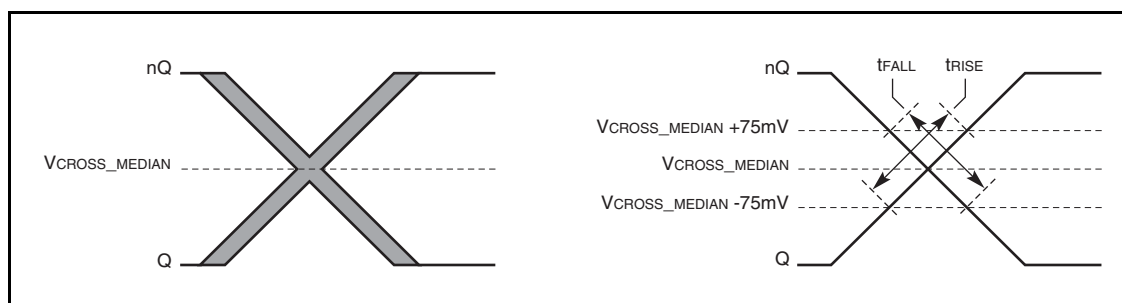 nQ
VCROSS_MEDIAN
Q
nQ
tFALL tRISE
VCROSS_MEDIAN +75mV
VCROSS_MEDIAN
VCROSS_MEDIAN -75mV
Q